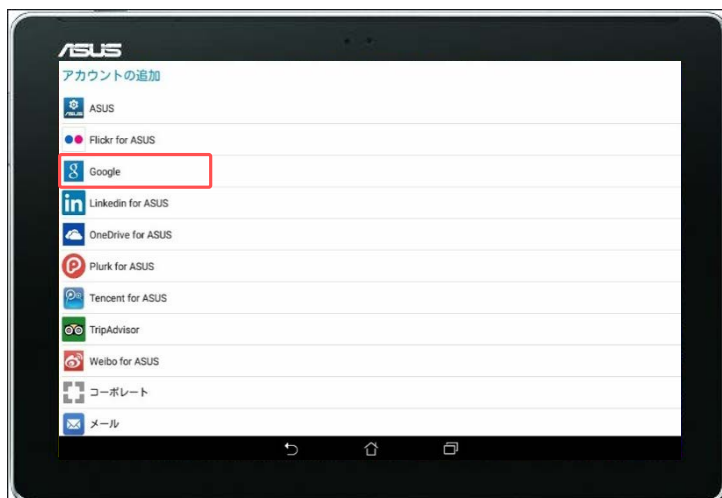 ASUS
アカウントの追加
ASUS
Flickr for ASUS
Google
Linkedin for ASUS
OneDrive for ASUS
Plurk for ASUS
Tencent for ASUS
TripAdvisor
Weibo for ASUS
コーポレート
メール